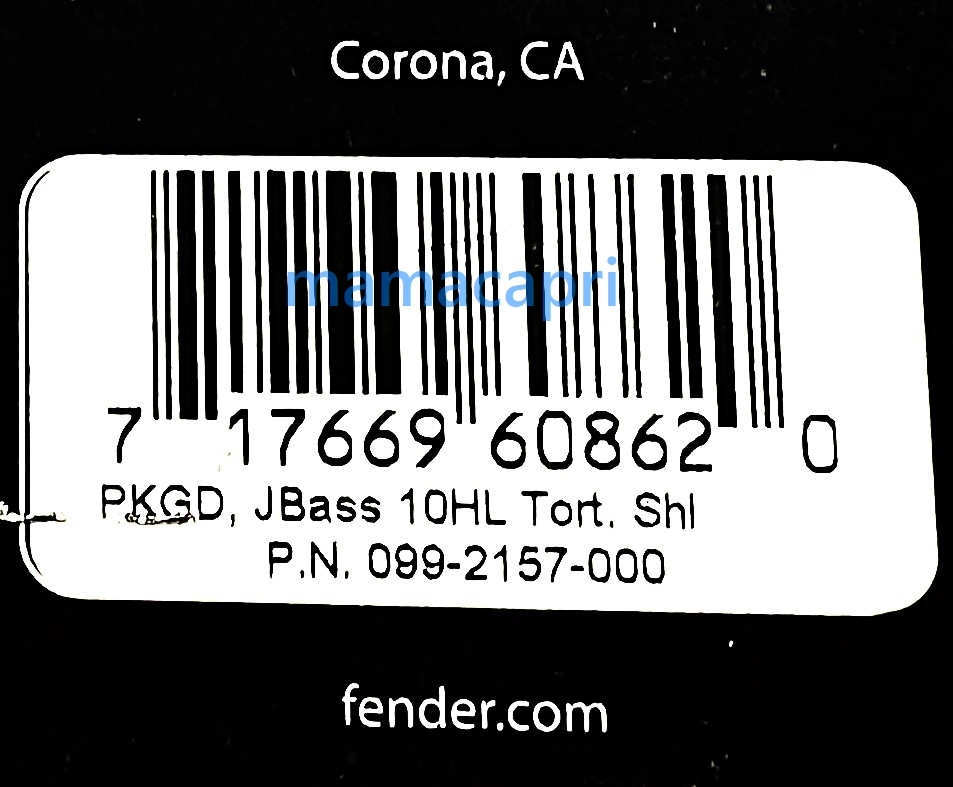 Corona, CA
mamacapri
7 17669 60862 0
PKGD, JBass 10HL Tort. Shl
P.N. 099-2157-000
fender.com